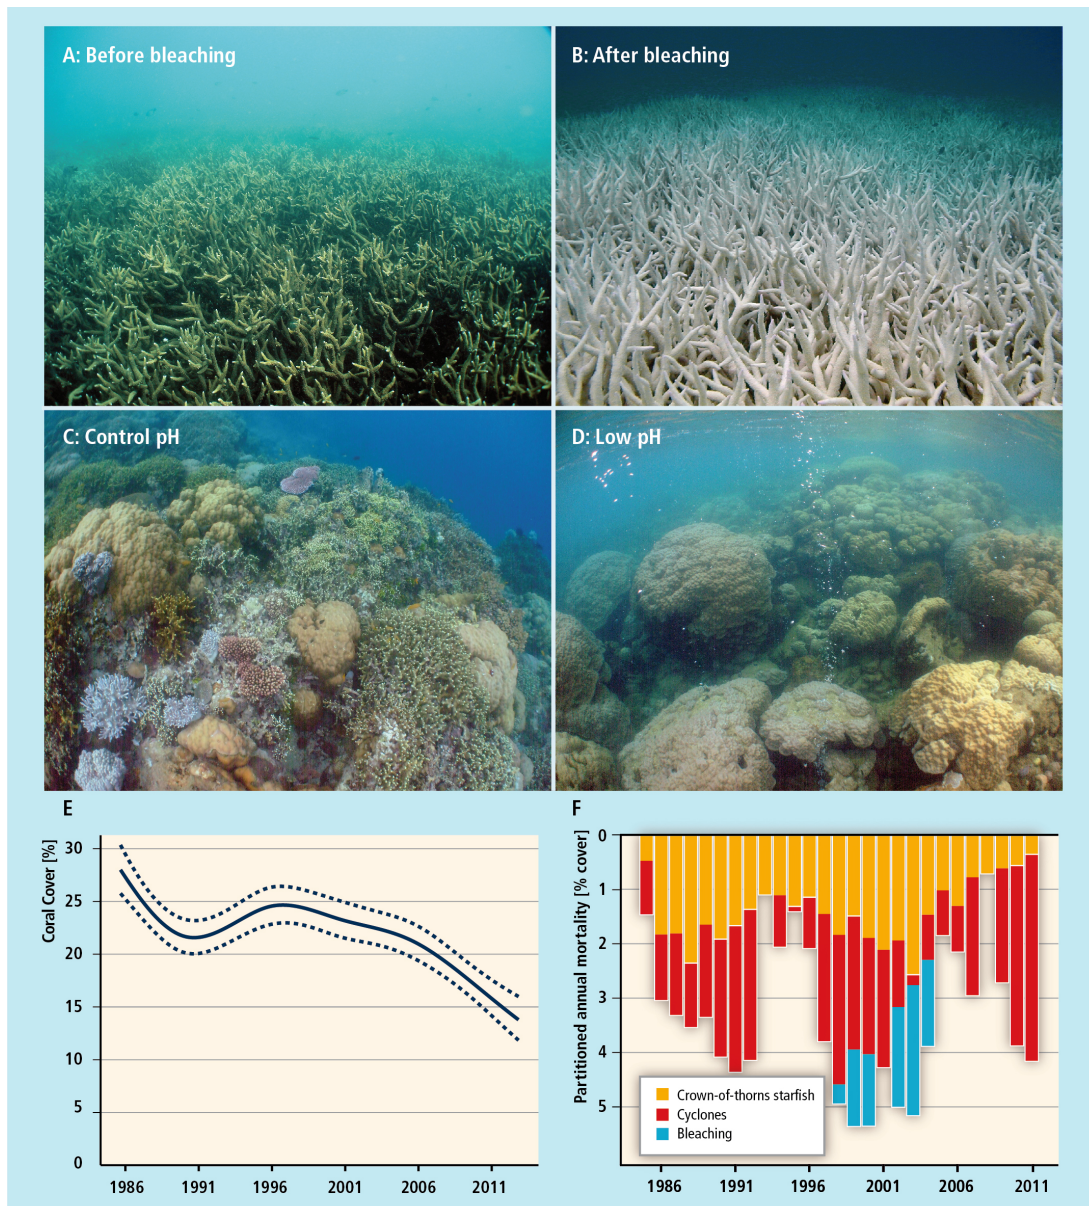 A: Before bleaching
B: After bleaching
C: Control pH
D: Low pH
E
Coral Cover [%]
30
25
20
15
10
5
0
1986
1991
1996
2001
2006
2011
F
Partitioned annual mortality [% cover]
0
1
2
3
4
5
Crown-of-thorns starfish
Cyclones
Bleaching
1986
1991
1996
2001
2006
2011